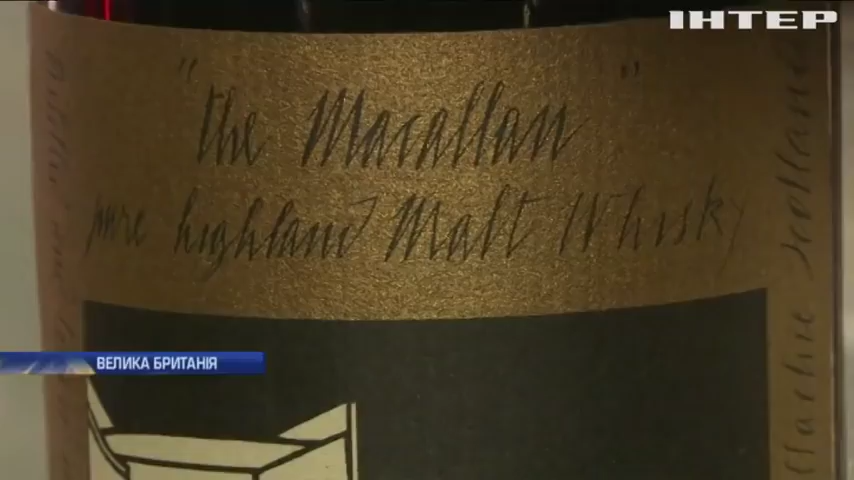 ІНТЕР
"the Macallan"
pure highland Malt Whisky
ВЕЛИКА БРИТАНІЯ